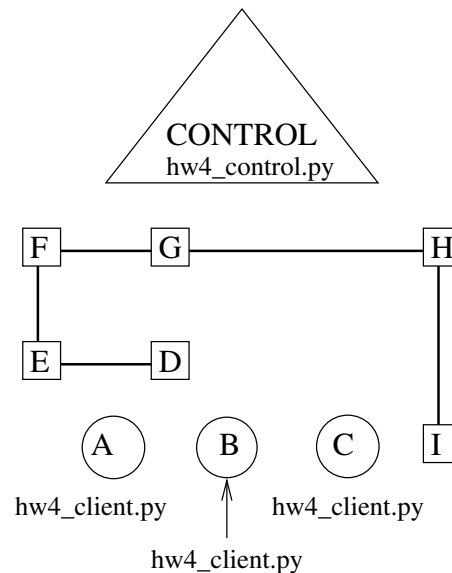 CONTROL
hw4_control.py
F G H
E D
A B C I
hw4_client.py hw4_client.py
hw4_client.py